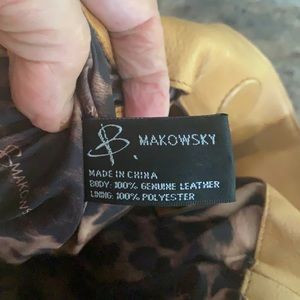 B. MAKOWSKY
MADE IN CHINA
BODY: 100% GENUINE LEATHER
LINING: 100% POLYESTER